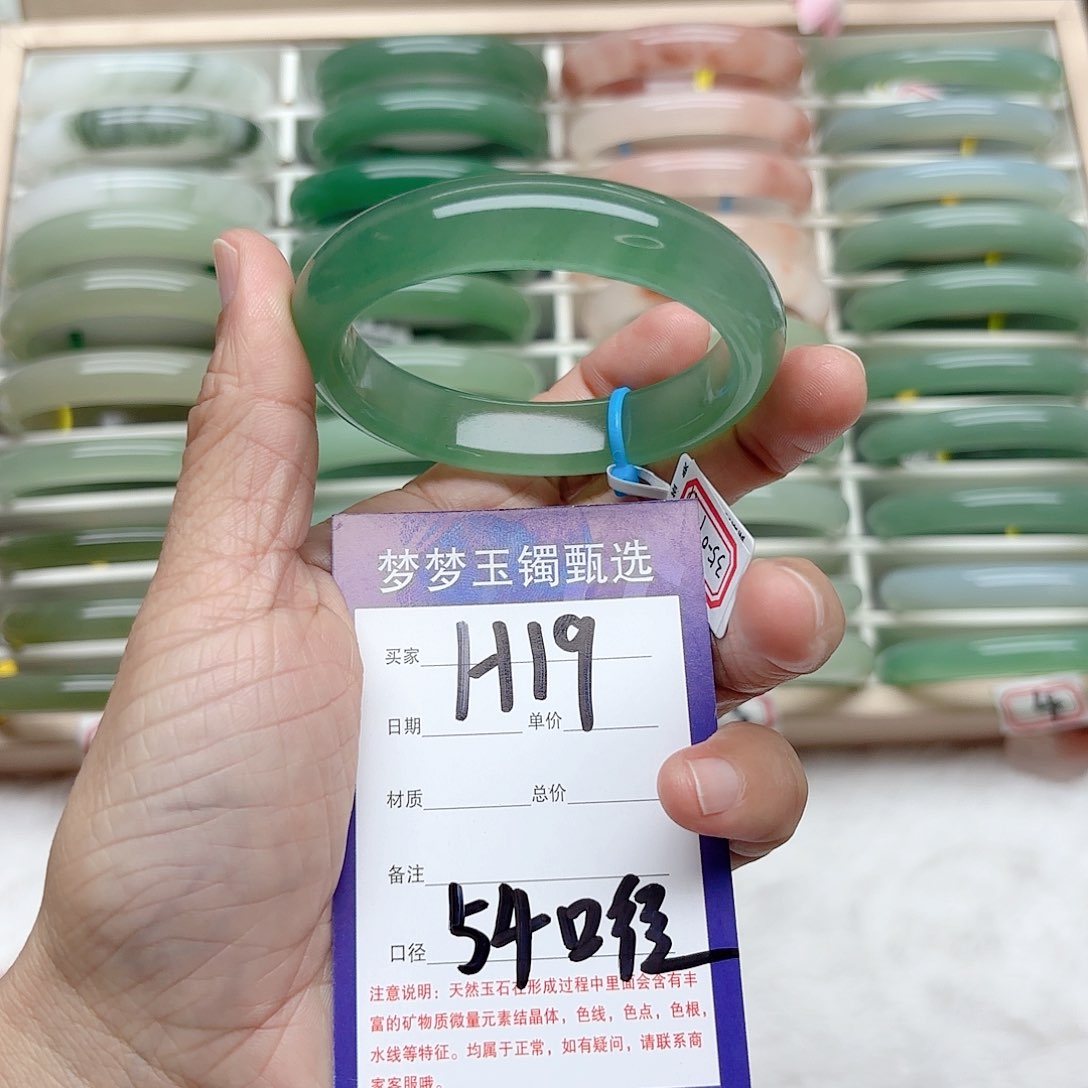 梦梦玉镯甄选
买家 H19
日期 单价
材质 总价
备注
口径 54口径
注意说明：天然玉石在形成过程中里面会含有丰
富的矿物质微量元素结晶体，色线，色点，色根，
水线等特征。均属于正常，如有疑问，请联系商
家客服哦。